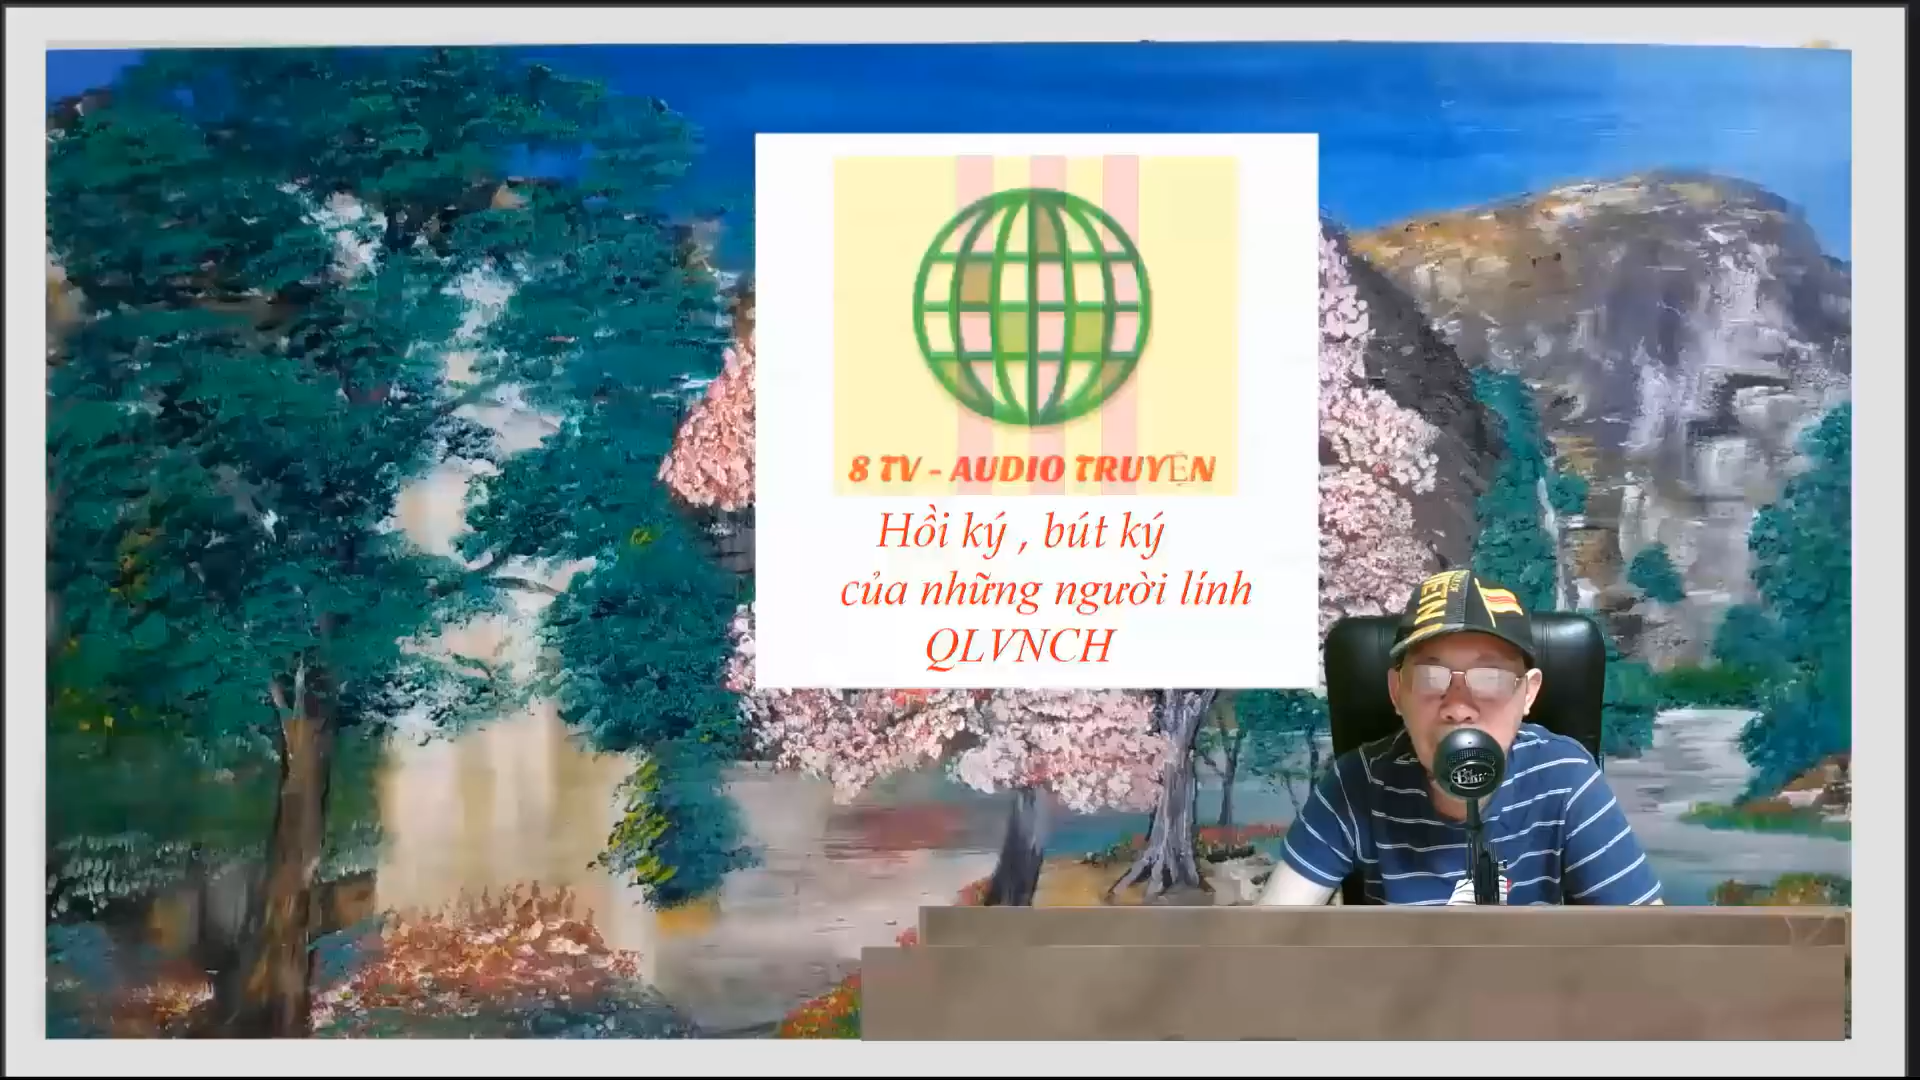 8 TV - AUDIO TRUYỆN
Hồi ký , bút ký
của những người lính
QLVNCH